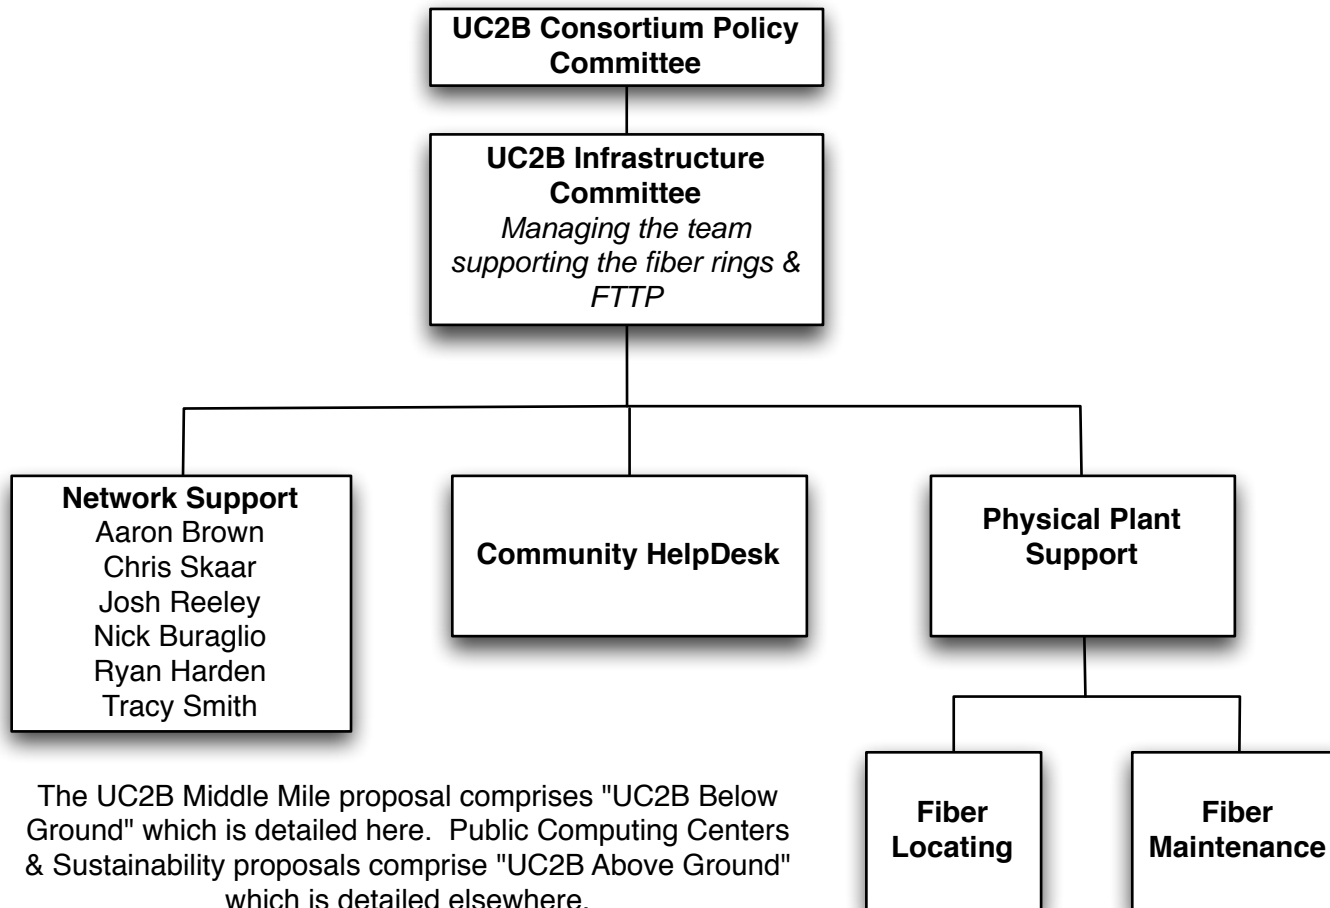 UC2B Consortium Policy
Committee
UC2B Infrastructure
Committee
Managing the team
supporting the fiber rings &
FTTP
Network Support
Aaron Brown
Chris Skaar
Josh Reeley
Nick Buraglio
Ryan Harden
Tracy Smith
Community HelpDesk
Physical Plant
Support
Fiber
Locating
Fiber
Maintenance
The UC2B Middle Mile proposal comprises "UC2B Below
Ground" which is detailed here.  Public Computing Centers
& Sustainability proposals comprise "UC2B Above Ground"
which is detailed elsewhere.